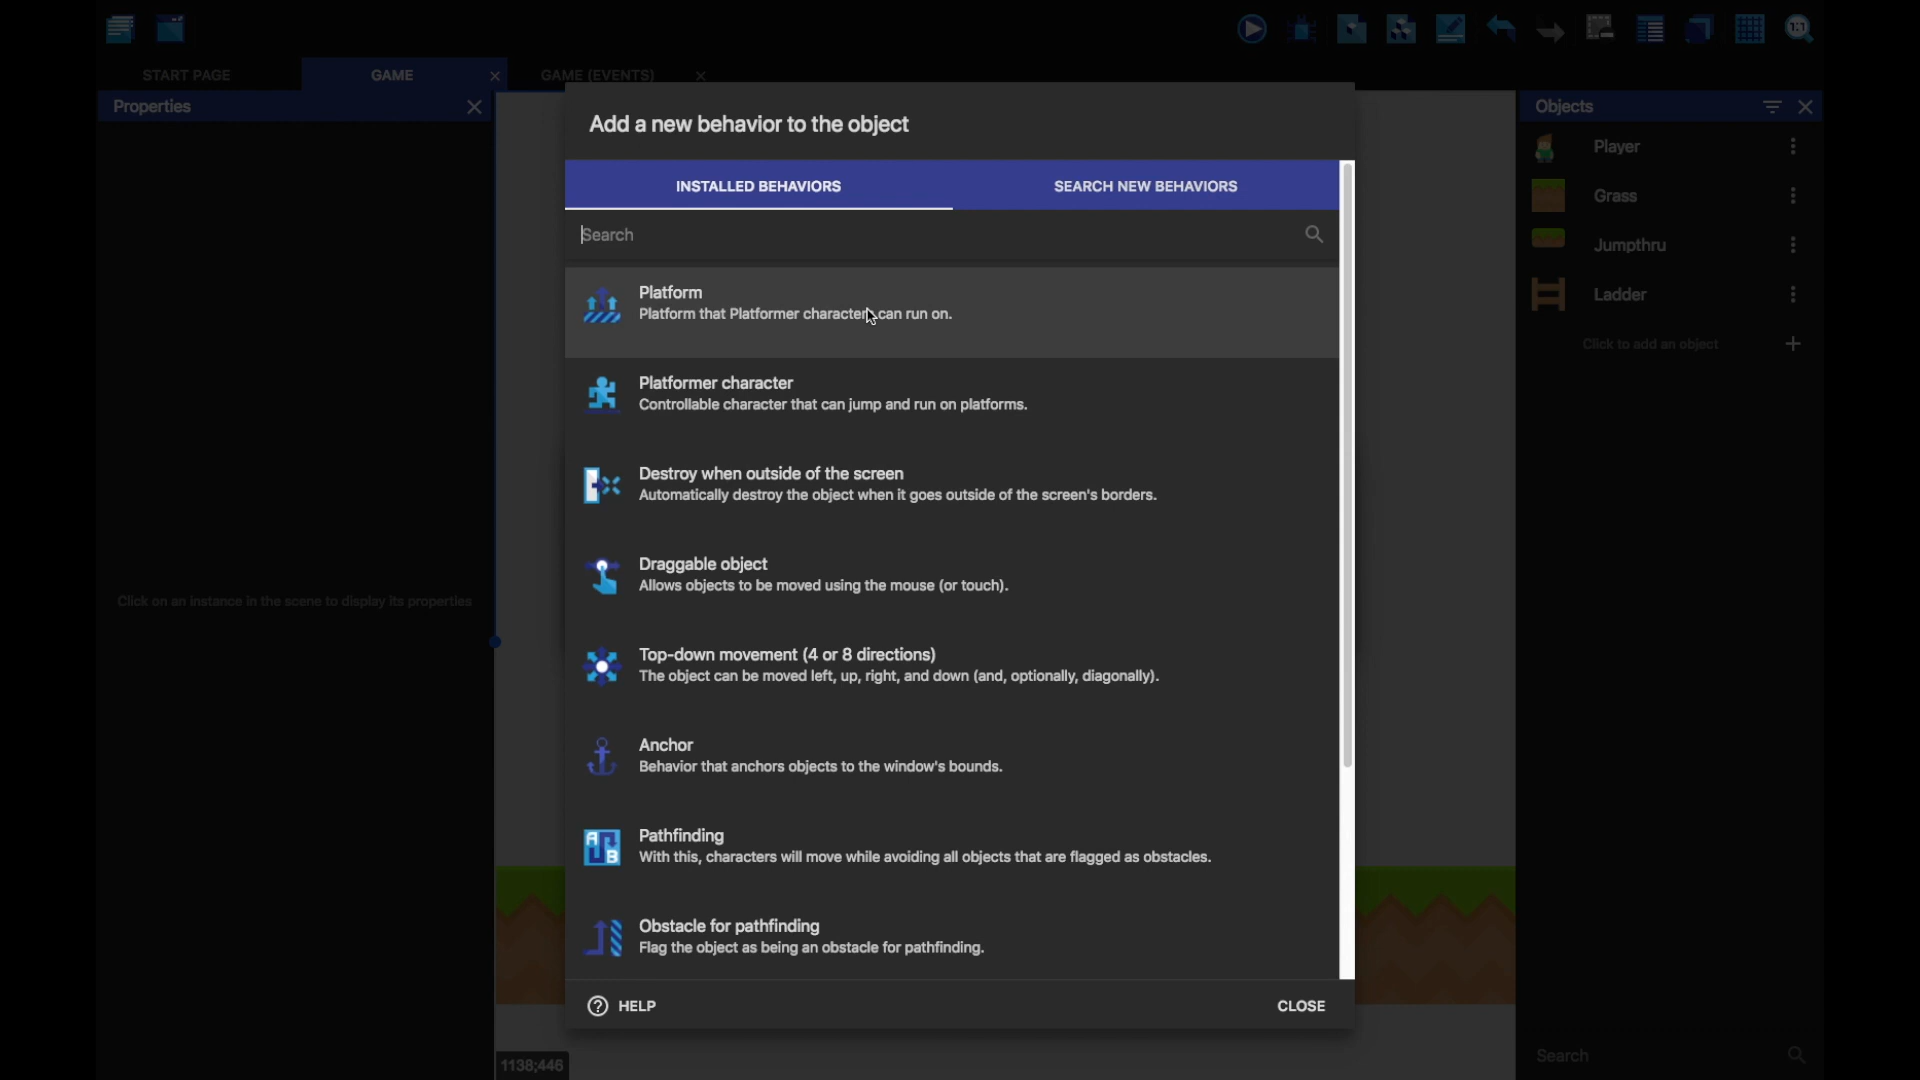 START PAGE
GAME
GAME (EVENTS)
Properties
Click on an instance in the scene to display its properties
Add a new behavior to the object
INSTALLED BEHAVIORS
SEARCH NEW BEHAVIORS
Search
Platform
Platform that Platformer characters can run on.
Platformer character
Controllable character that can jump and run on platforms.
Destroy when outside of the screen
Automatically destroy the object when it goes outside of the screen's borders.
Draggable object
Allows objects to be moved using the mouse (or touch).
Top-down movement (4 or 8 directions)
The object can be moved left, up, right, and down (and, optionally, diagonally).
Anchor
Behavior that anchors objects to the window's bounds.
Pathfinding
With this, characters will move while avoiding all objects that are flagged as obstacles.
Obstacle for pathfinding
Flag the object as being an obstacle for pathfinding.
HELP
CLOSE
1138;446
Objects
Player
Grass
Jumpthru
Ladder
Click to add an object
Search
1:1
A
B